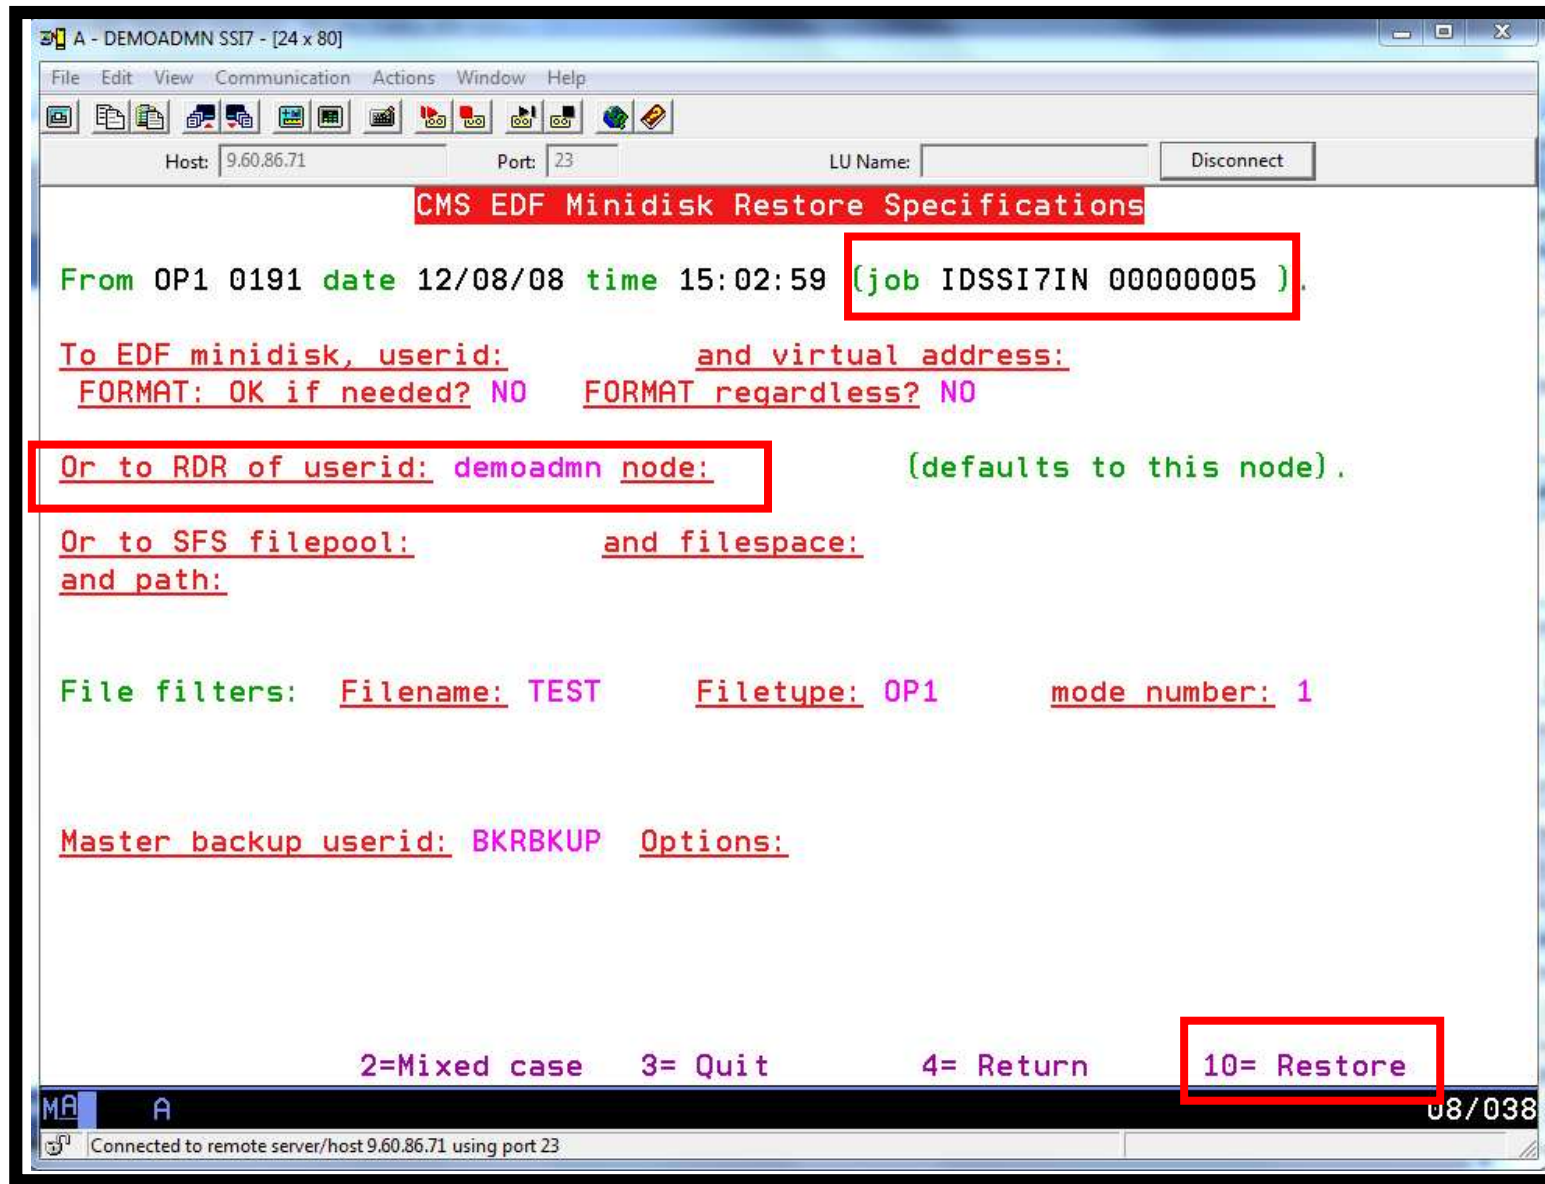 A - DEMOADMN SSI7 - [24 x 80]
File Edit View Communication Actions Window Help
Host: 9.60.86.71 Port: 23 LU Name: Disconnect
CMS EDF Minidisk Restore Specifications
From OP1 0191 date 12/08/08 time 15:02:59 (job IDSSI7IN 00000005 ).
To EDF minidisk, userid: and virtual address:
FORMAT: OK if needed? NO FORMAT regardless? NO
Or to RDR of userid: demoadmn node: (defaults to this node).
Or to SFS filepool: and filespace:
and path:
File filters: Filename: TEST Filetype: OP1 mode number: 1
Master backup userid: BKRBKUP Options:
2=Mixed case 3= Quit 4= Return 10= Restore
MA A 08/038
Connected to remote server/host 9.60.86.71 using port 23